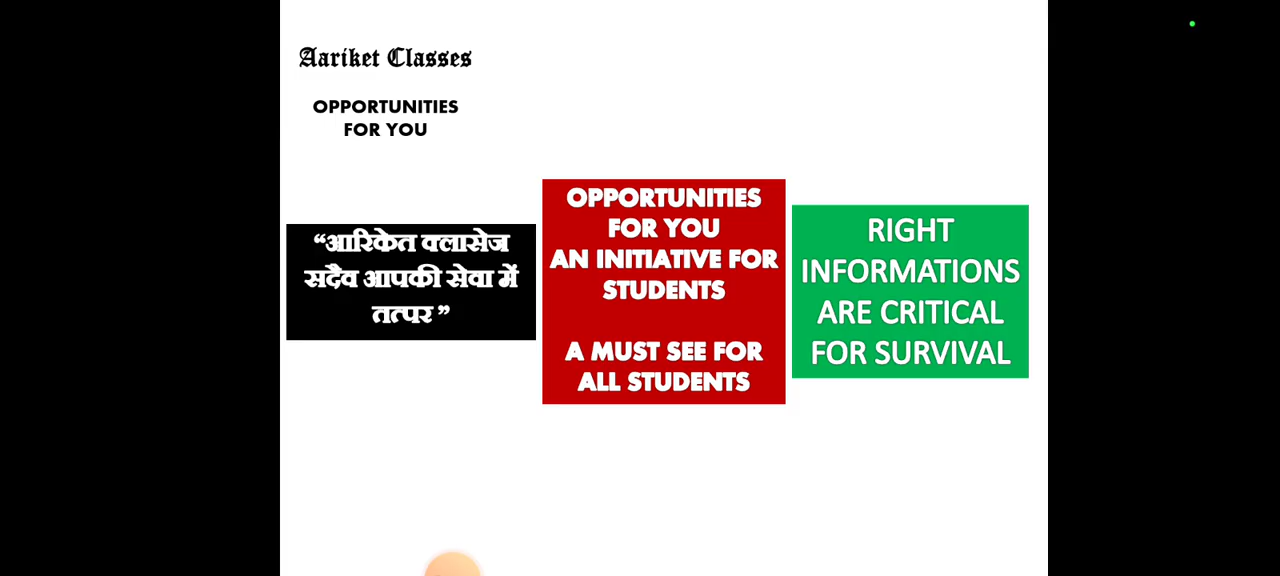 Aariket Classes
OPPORTUNITIES
FOR YOU
“आरिकेत क्लासेज
सदैव आपकी सेवा में
तत्पर ”
OPPORTUNITIES
FOR YOU
AN INITIATIVE FOR
STUDENTS
A MUST SEE FOR
ALL STUDENTS
RIGHT
INFORMATIONS
ARE CRITICAL
FOR SURVIVAL